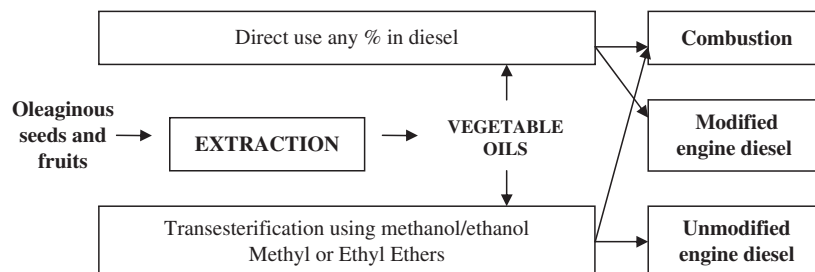 Direct use any % in diesel
Combustion
Oleaginous
seeds and
fruits
EXTRACTION
VEGETABLE
OILS
Modified
engine diesel
Transesterification using methanol/ethanol
Methyl or Ethyl Ethers
Unmodified
engine diesel